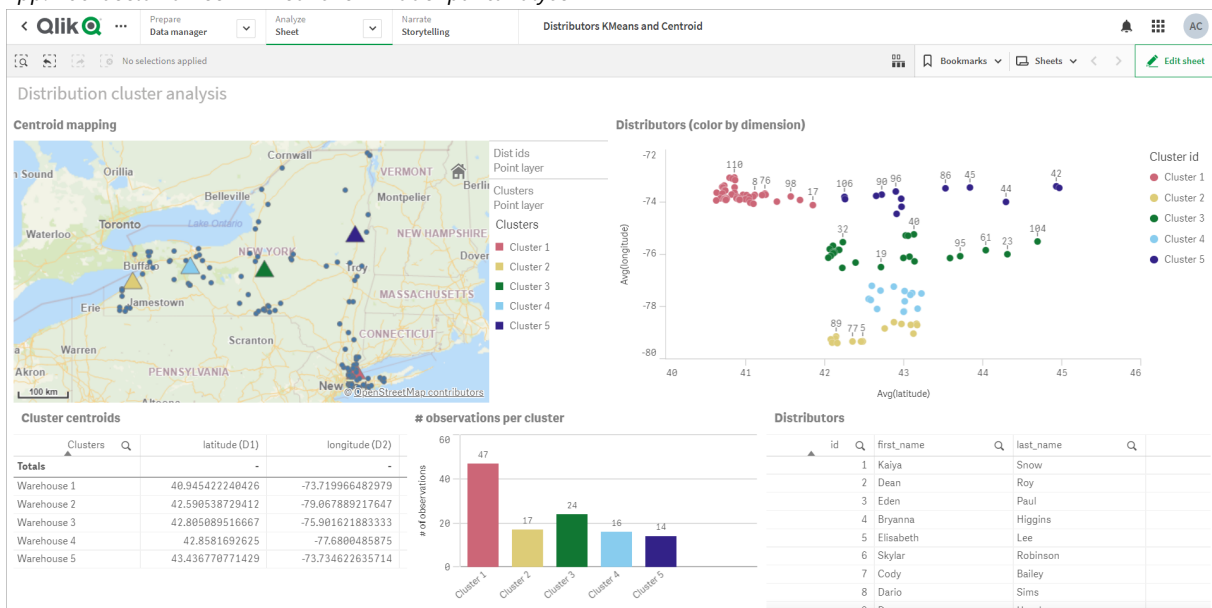 Qlik
Prepare
Data manager
Analyze
Sheet
Narrate
Storytelling
Distributors KMeans and Centroid
AC
No selections applied
Bookmarks
Sheets
Edit sheet
Distribution cluster analysis
Centroid mapping
n Sound
Orillia
Cornwall
VERMONT
Berlin
Montpelier
Belleville
Toronto
Waterloo
Lake Ontario
NEW HAMPSHIRE
Dover
NEW YORK
Buffalo
Troy
MASSACHUSETTS
Erie
Jamestown
CONNECTICUT
Scranton
Warren
Akron
PENNSYLVANIA
New
100 km
Altoona
© OpenStreetMap contributors
Dist ids
Point layer
Clusters
Point layer
Clusters
Cluster 1
Cluster 2
Cluster 3
Cluster 4
Cluster 5
Distributors (color by dimension)
Avg(longitude)
-72
-74
-76
-78
-80
110
8 76
98
17
106
90 96
86
45
44
42
32
19
40
95
61
23
104
89
77 5
40
41
42
43
44
45
46
Avg(latitude)
Cluster id
Cluster 1
Cluster 2
Cluster 3
Cluster 4
Cluster 5
Cluster centroids
Clusters latitude (D1) longitude (D2)
Totals - -
Warehouse 1 40.945422240426 -73.719966482979
Warehouse 2 42.590538729412 -79.067889217647
Warehouse 3 42.805089516667 -75.901621883333
Warehouse 4 42.8581692625 -77.6800485875
Warehouse 5 43.436770771429 -73.734622635714
# observations per cluster
# of observations
60
40
20
0
47
17
24
16
14
Cluster 1
Cluster 2
Cluster 3
Cluster 4
Cluster 5
Distributors
id first_name last_name
1 Kaiya Snow
2 Dean Roy
3 Eden Paul
4 Bryanna Higgins
5 Elisabeth Lee
6 Skylar Robinson
7 Cody Bailey
8 Dario Sims